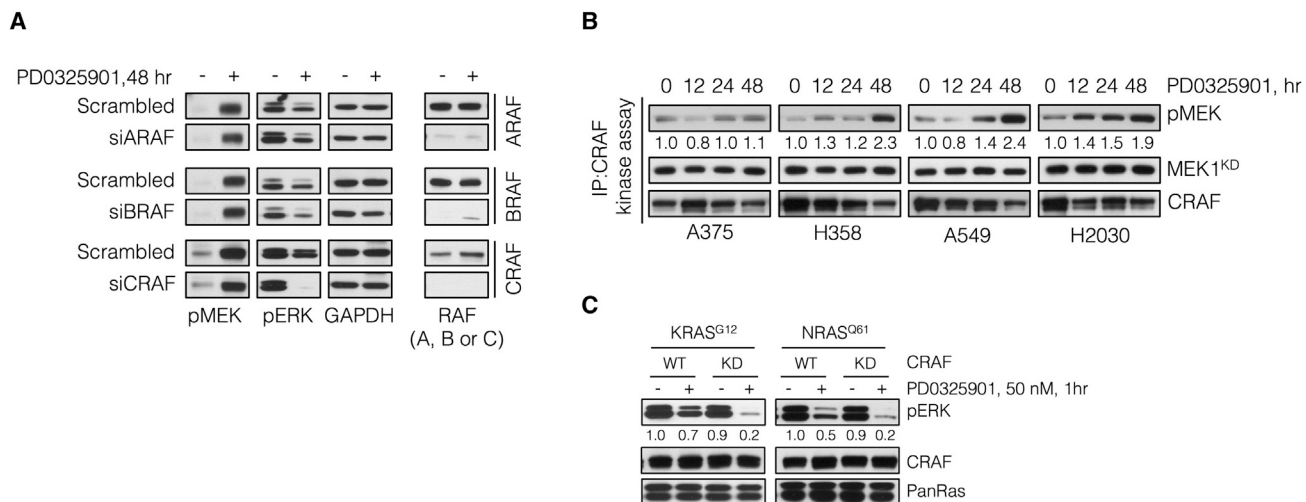 A
PD0325901,48 hr - + - + - + - +
Scrambled
siARAF
ARAF
Scrambled
siBRAF
BRAF
Scrambled
siCRAF
CRAF
pMEK pERK GAPDH RAF
(A, B or C)
B
0 12 24 48 0 12 24 48 0 12 24 48 0 12 24 48 PD0325901, hr
IP:CRAF
kinase assay
pMEK
1.0 0.8 1.0 1.1 1.0 1.3 1.2 2.3 1.0 0.8 1.4 2.4 1.0 1.4 1.5 1.9
MEK1ᴷᴰ
CRAF
A375 H358 A549 H2030
C
KRASᴳ¹² NRASQ⁶¹
WT KD WT KD CRAF
- + - + - + - + PD0325901, 50 nM, 1hr
pERK
1.0 0.7 0.9 0.2 1.0 0.5 0.9 0.2
CRAF
PanRas